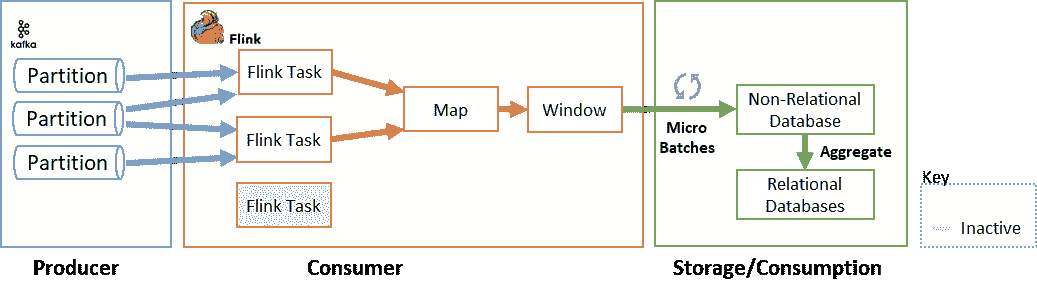 kafka
Partition
Partition
Partition
Producer
Flink
Flink Task
Flink Task
Flink Task
Map
Window
Consumer
Micro
Batches
Non-Relational
Database
Aggregate
Relational
Databases
Storage/Consumption
Key
Inactive